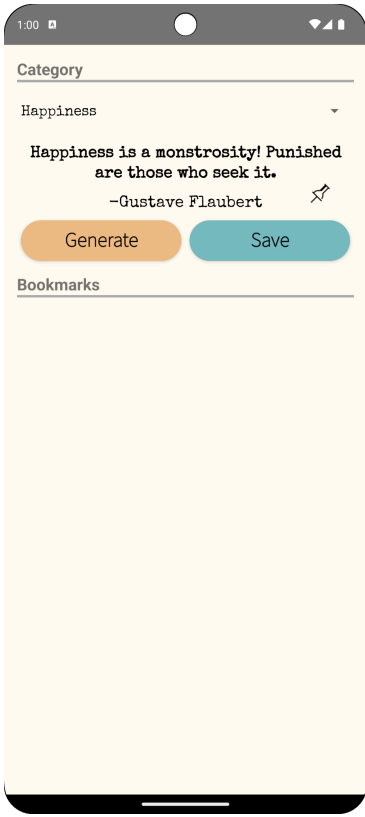 1:00
Category
Happiness
Happiness is a monstrosity! Punished
are those who seek it.
-Gustave Flaubert
Generate
Save
Bookmarks